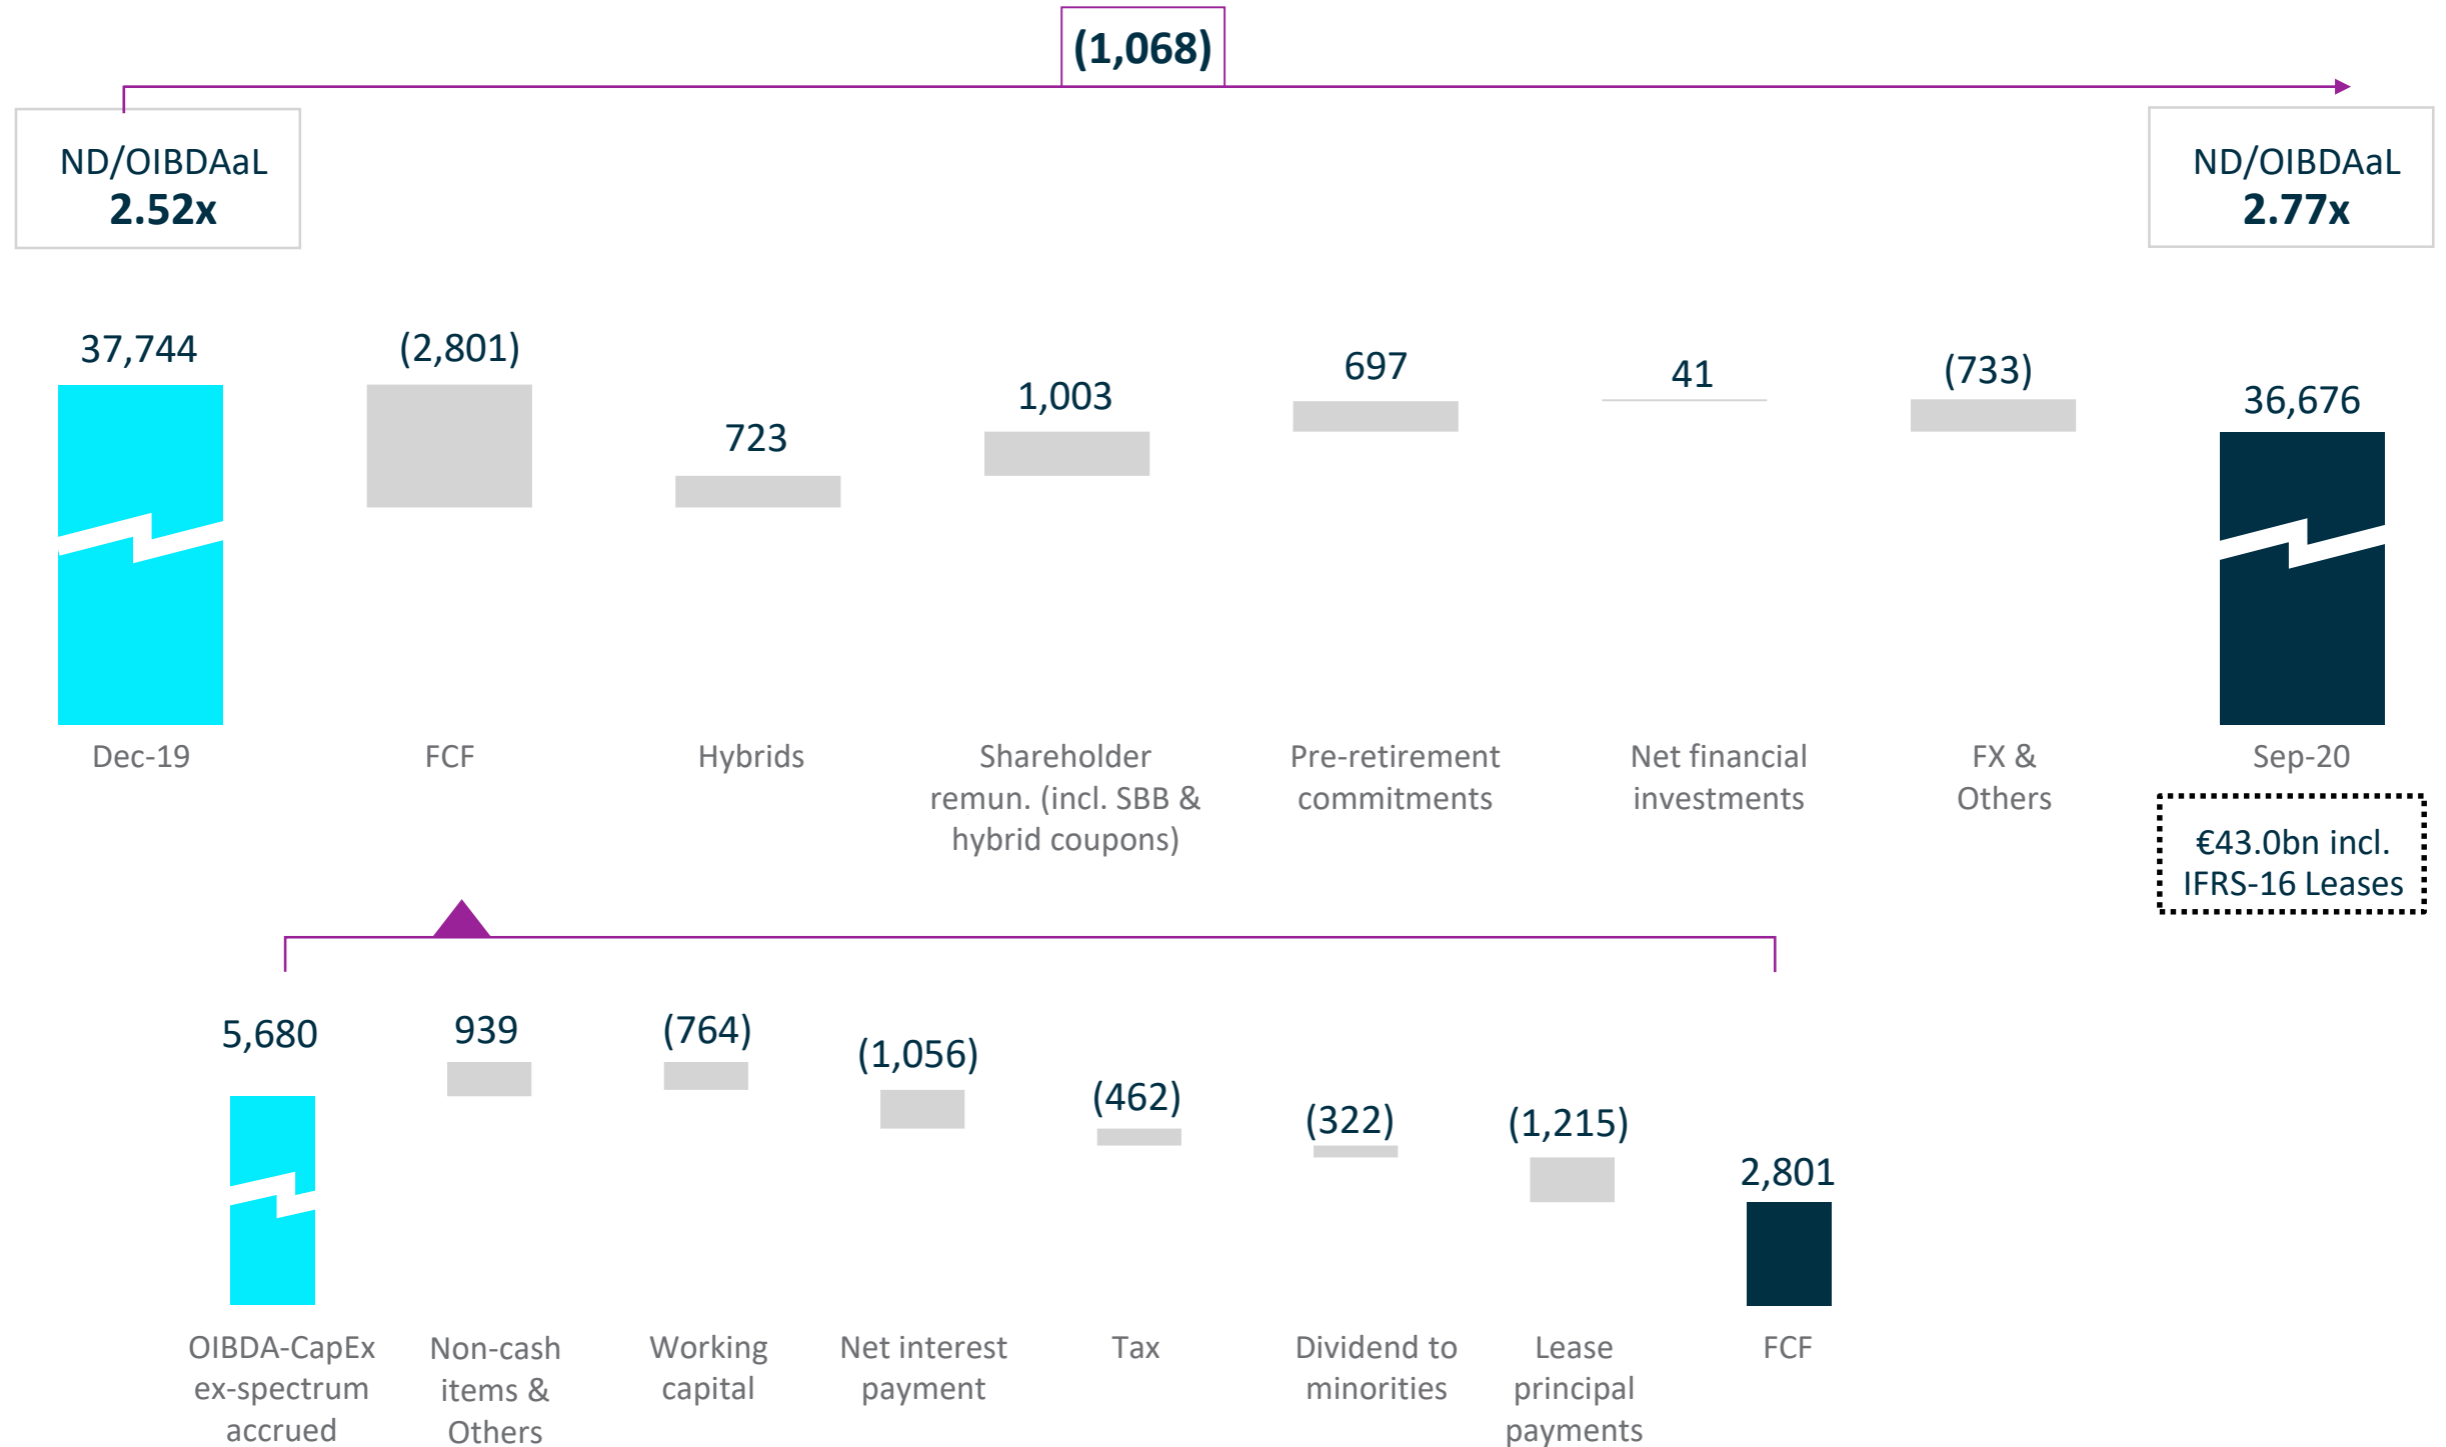 (1,068)
ND/OIBDAaL
2.52x
ND/OIBDAaL
2.77x
37,744
(2,801)
723
1,003
697
41
(733)
36,676
Dec-19
FCF
Hybrids
Shareholder
remun. (incl. SBB &
hybrid coupons)
Pre-retirement
commitments
Net financial
investments
FX &
Others
Sep-20
€43.0bn incl.
IFRS-16 Leases
5,680
939
(764)
(1,056)
(462)
(322)
(1,215)
2,801
OIBDA-CapEx
ex-spectrum
accrued
Non-cash
items &
Others
Working
capital
Net interest
payment
Tax
Dividend to
minorities
Lease
principal
payments
FCF